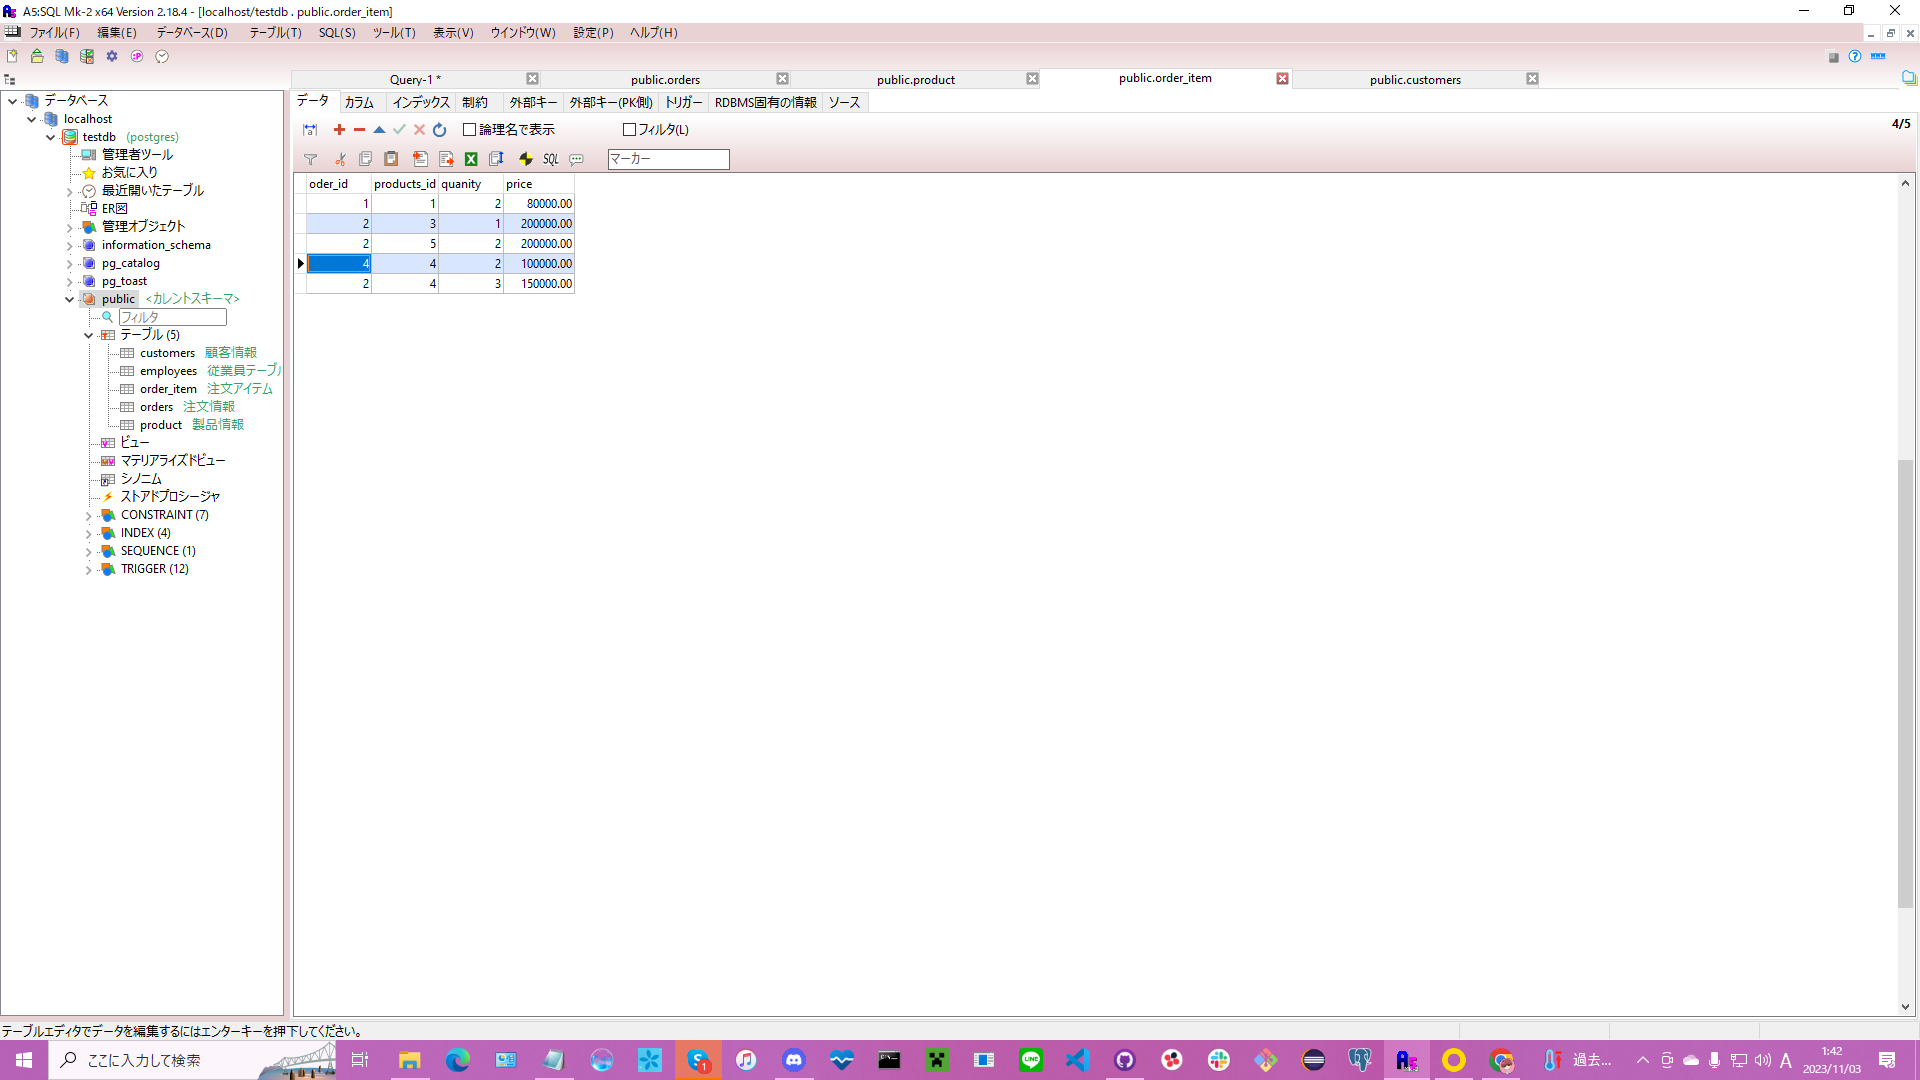 A5:SQL Mk-2 x64 Version 2.18.4 - [localhost/testdb . public.order_item]
ファイル(F) 編集(E) データベース(D) テーブル(T) SQL(S) ツール(T) 表示(V) ウインドウ(W) 設定(P) ヘルプ(H)
Query-1 * public.orders public.product public.order_item public.customers
データ カラム インデックス 制約 外部キー 外部キー(PK側) トリガー RDBMS固有の情報 ソース
論理名で表示 フィルタ(L) 4/5
SQL マーカー
oder_id products_id quanity price
1 1 2 80000.00
2 3 1 200000.00
2 5 2 200000.00
4 4 2 100000.00
2 4 3 150000.00
データベース
localhost
testdb (postgres)
管理者ツール
お気に入り
最近開いたテーブル
ER図
管理オブジェクト
information_schema
pg_catalog
pg_toast
public <カレントスキーマ>
フィルタ
テーブル (5)
customers 顧客情報
employees 従業員テーブル
order_item 注文アイテム
orders 注文情報
product 製品情報
ビュー
マテリアライズドビュー
シノニム
ストアドプロシージャ
CONSTRAINT (7)
INDEX (4)
SEQUENCE (1)
TRIGGER (12)
テーブルエディタでデータを編集するにはエンターキーを押下してください。
ここに入力して検索
過去... A 1:42
2023/11/03